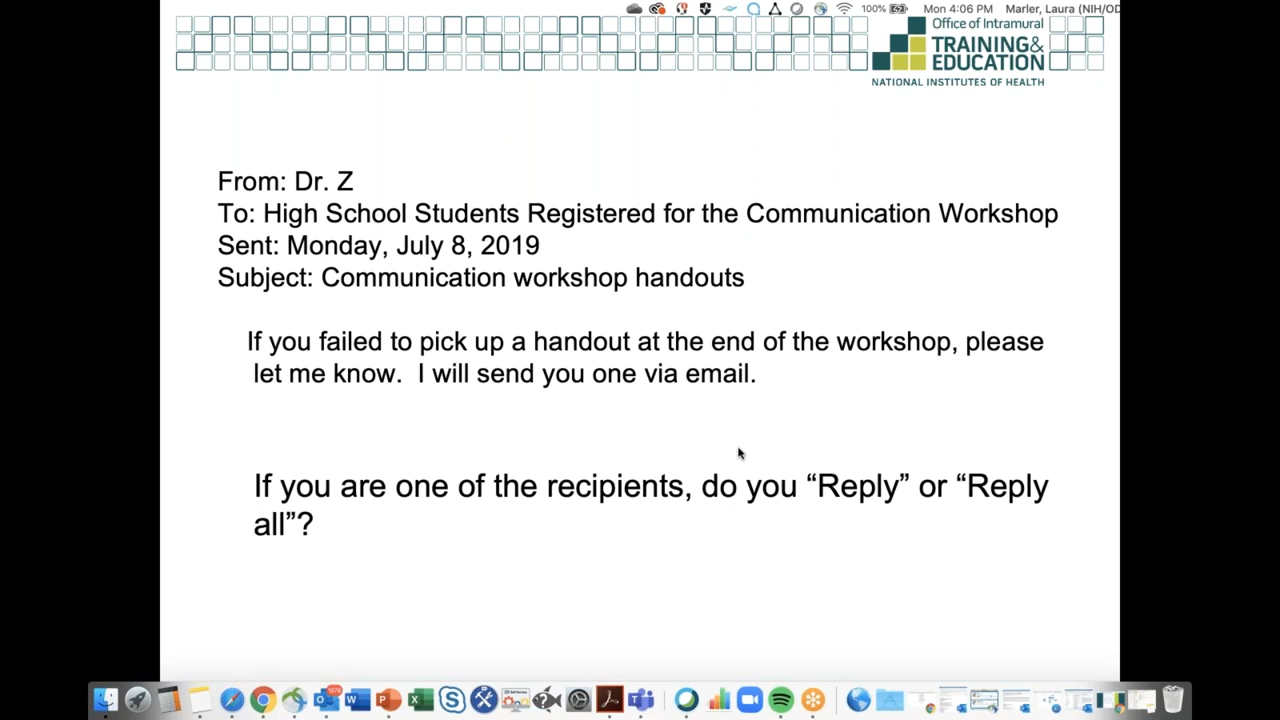 100% Mon 4:06 PM Marler, Laura (NIH/OD
Office of Intramural
TRAINING&
EDUCATION
NATIONAL INSTITUTES OF HEALTH
From: Dr. Z
To: High School Students Registered for the Communication Workshop
Sent: Monday, July 8, 2019
Subject: Communication workshop handouts
If you failed to pick up a handout at the end of the workshop, please
let me know. I will send you one via email.
If you are one of the recipients, do you “Reply” or “Reply
all”?